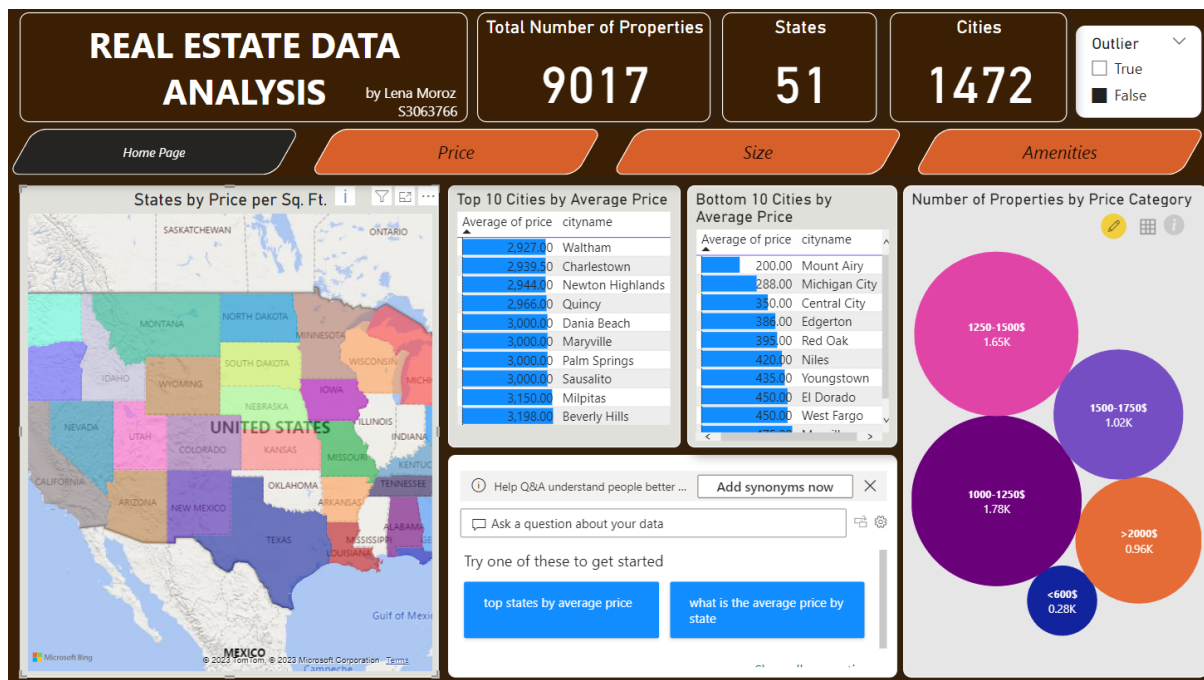 REAL ESTATE DATA
ANALYSIS
by Lena Moroz
S3063766
Total Number of Properties
9017
States
51
Cities
1472
Outlier
True
False
Home Page
Price
Size
Amenities
States by Price per Sq. Ft.
SASKATCHEWAN
ONTARIO
MONTANA
NORTH DAKOTA
MINNESOTA
IDAHO
WYOMING
SOUTH DAKOTA
WISCONSIN
MICHI
NEBRASKA
IOWA
NEVADA
UTAH
COLORADO
UNITED STATES
KANSAS
MISSOURI
ILLINOIS
INDIANA
KENTUC
CALIFORNIA
ARIZONA
NEW MEXICO
OKLAHOMA
ARKANSAS
TENNESSEE
TEXAS
LOUISIANA
MISSISSIPPI
ALABAMA
GE
Gulf of Mexi
MEXICO
Campeche
Microsoft Bing
© 2023 TomTom, © 2023 Microsoft Corporation Terms
Top 10 Cities by Average Price
Average of price cityname
2,927.00 Waltham
2,939.50 Charlestown
2,944.00 Newton Highlands
2,966.00 Quincy
3,000.00 Dania Beach
3,000.00 Maryville
3,000.00 Palm Springs
3,000.00 Sausalito
3,150.00 Milpitas
3,198.00 Beverly Hills
Bottom 10 Cities by
Average Price
Average of price cityname
200.00 Mount Airy
288.00 Michigan City
350.00 Central City
386.00 Edgerton
395.00 Red Oak
420.00 Niles
435.00 Youngstown
450.00 El Dorado
450.00 West Fargo
Help Q&A understand people better ...
Add synonyms now
Ask a question about your data
Try one of these to get started
top states by average price
what is the average price by
state
Number of Properties by Price Category
1250-1500$
1.65K
1500-1750$
1.02K
1000-1250$
1.78K
>2000$
0.96K
<600$
0.28K